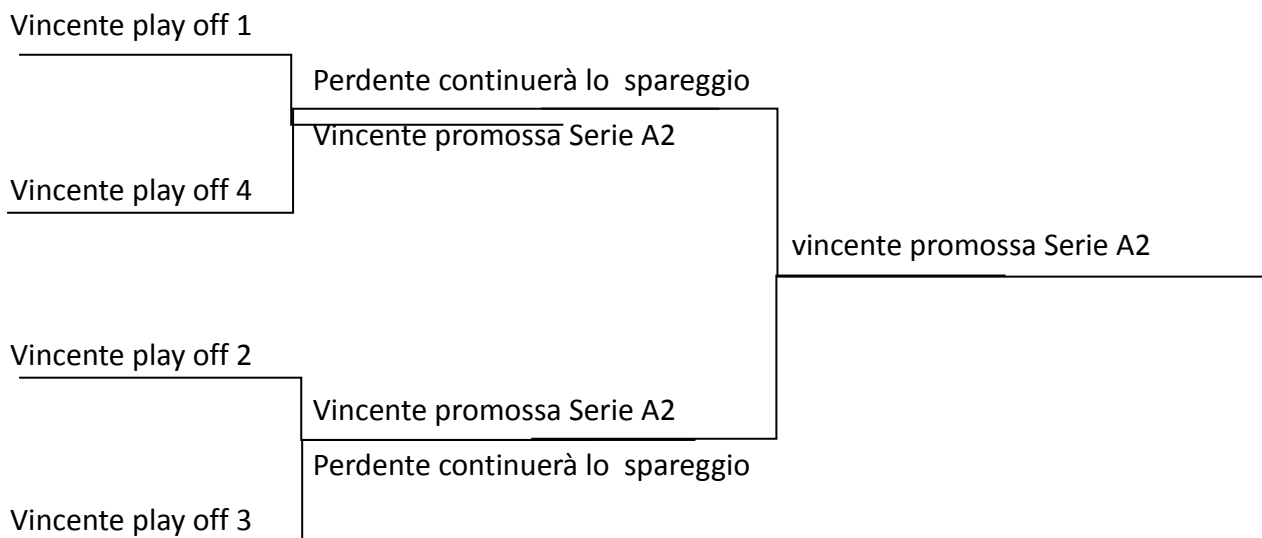 Vincente play off 1
Perdente continuerà lo  spareggio
Vincente promossa Serie A2
Vincente play off 4
vincente promossa Serie A2
Vincente play off 2
Vincente promossa Serie A2
Perdente continuerà lo  spareggio
Vincente play off 3